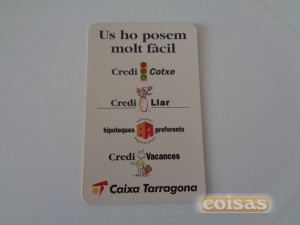 Us ho posem
molt fàcil
Credi Cotxe
Credi Llar
hipoteques preferents
Credi Vacances
Caixa Tarragona
coisas